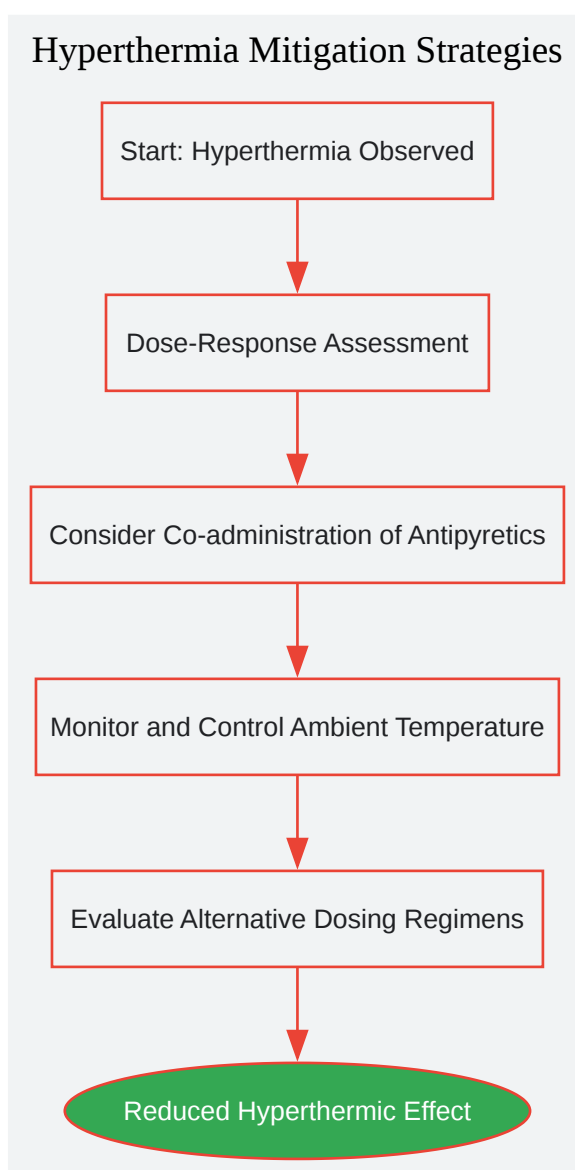 Hyperthermia Mitigation Strategies
Start: Hyperthermia Observed
Dose-Response Assessment
Consider Co-administration of Antipyretics
Monitor and Control Ambient Temperature
Evaluate Alternative Dosing Regimens
Reduced Hyperthermic Effect